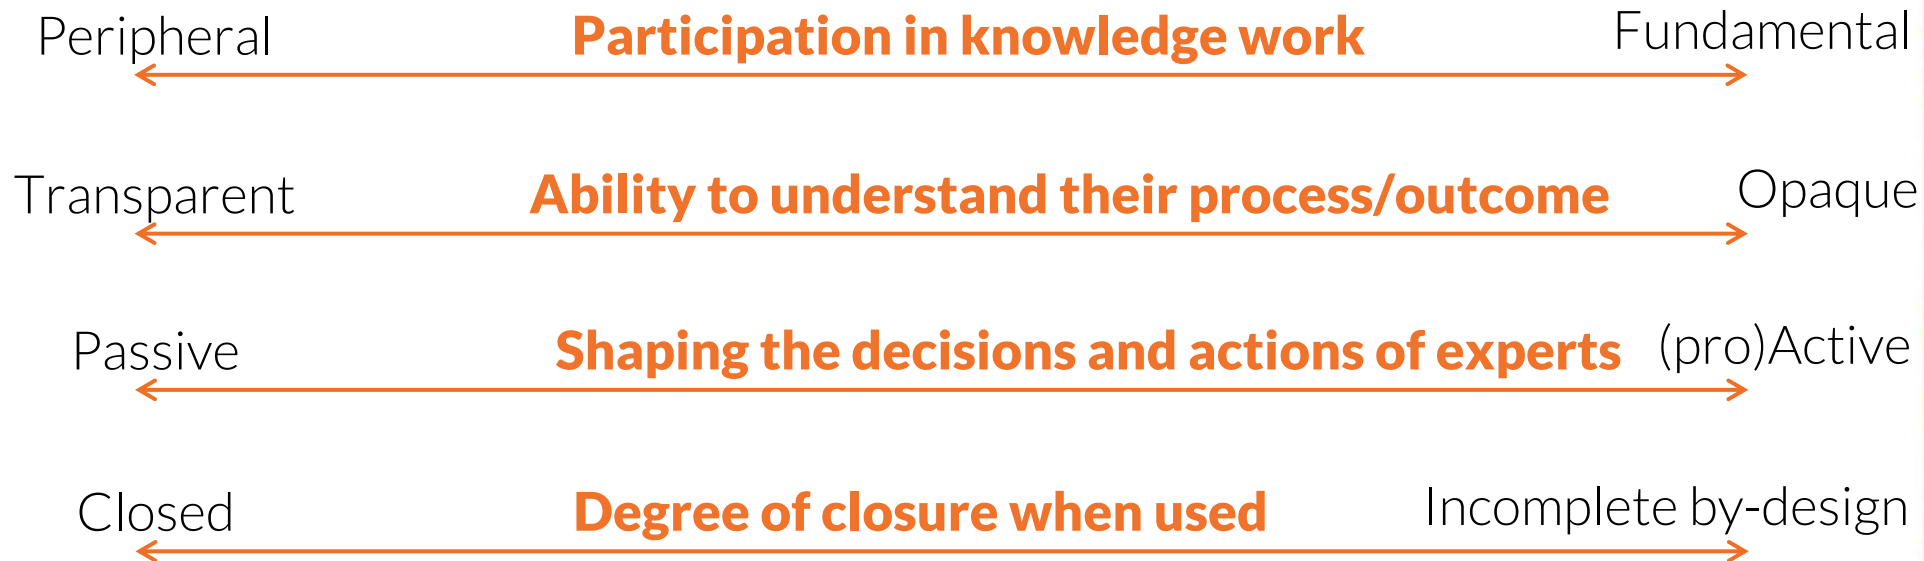 Peripheral Participation in knowledge work Fundamental
Transparent Ability to understand their process/outcome Opaque
Passive Shaping the decisions and actions of experts (pro)Active
Closed Degree of closure when used Incomplete by-design